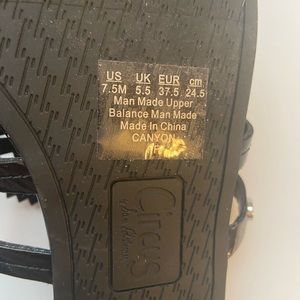 US UK EUR cm
7.5M 5.5 37.5 24.5
Man Made Upper
Balance Man Made
Made In China
CANYON
Circus